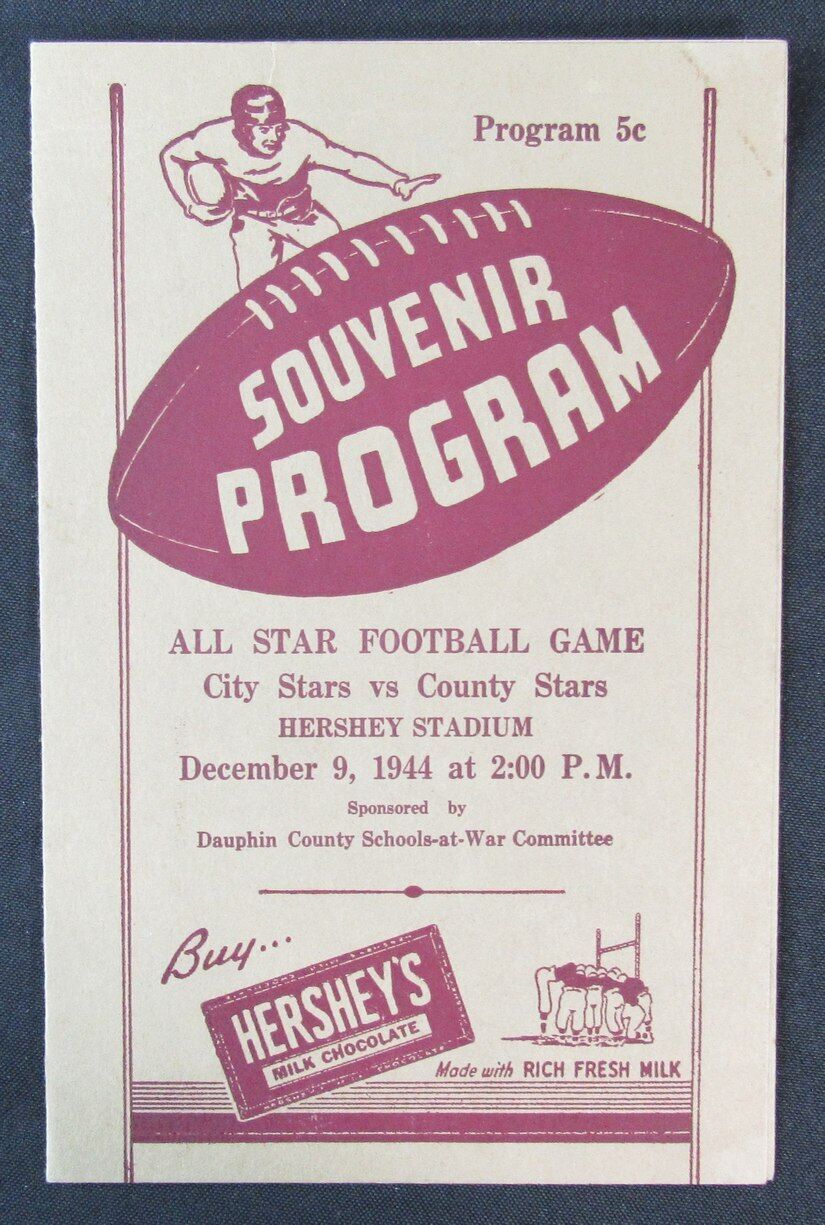 Program 5c
SOUVENIR
PROGRAM
ALL STAR FOOTBALL GAME
City Stars vs County Stars
HERSHEY STADIUM
December 9, 1944 at 2:00 P.M.
Sponsored by
Dauphin County Schools-at-War Committee
Buy...
HERSHEY'S
MILK CHOCOLATE
Made with RICH FRESH MILK